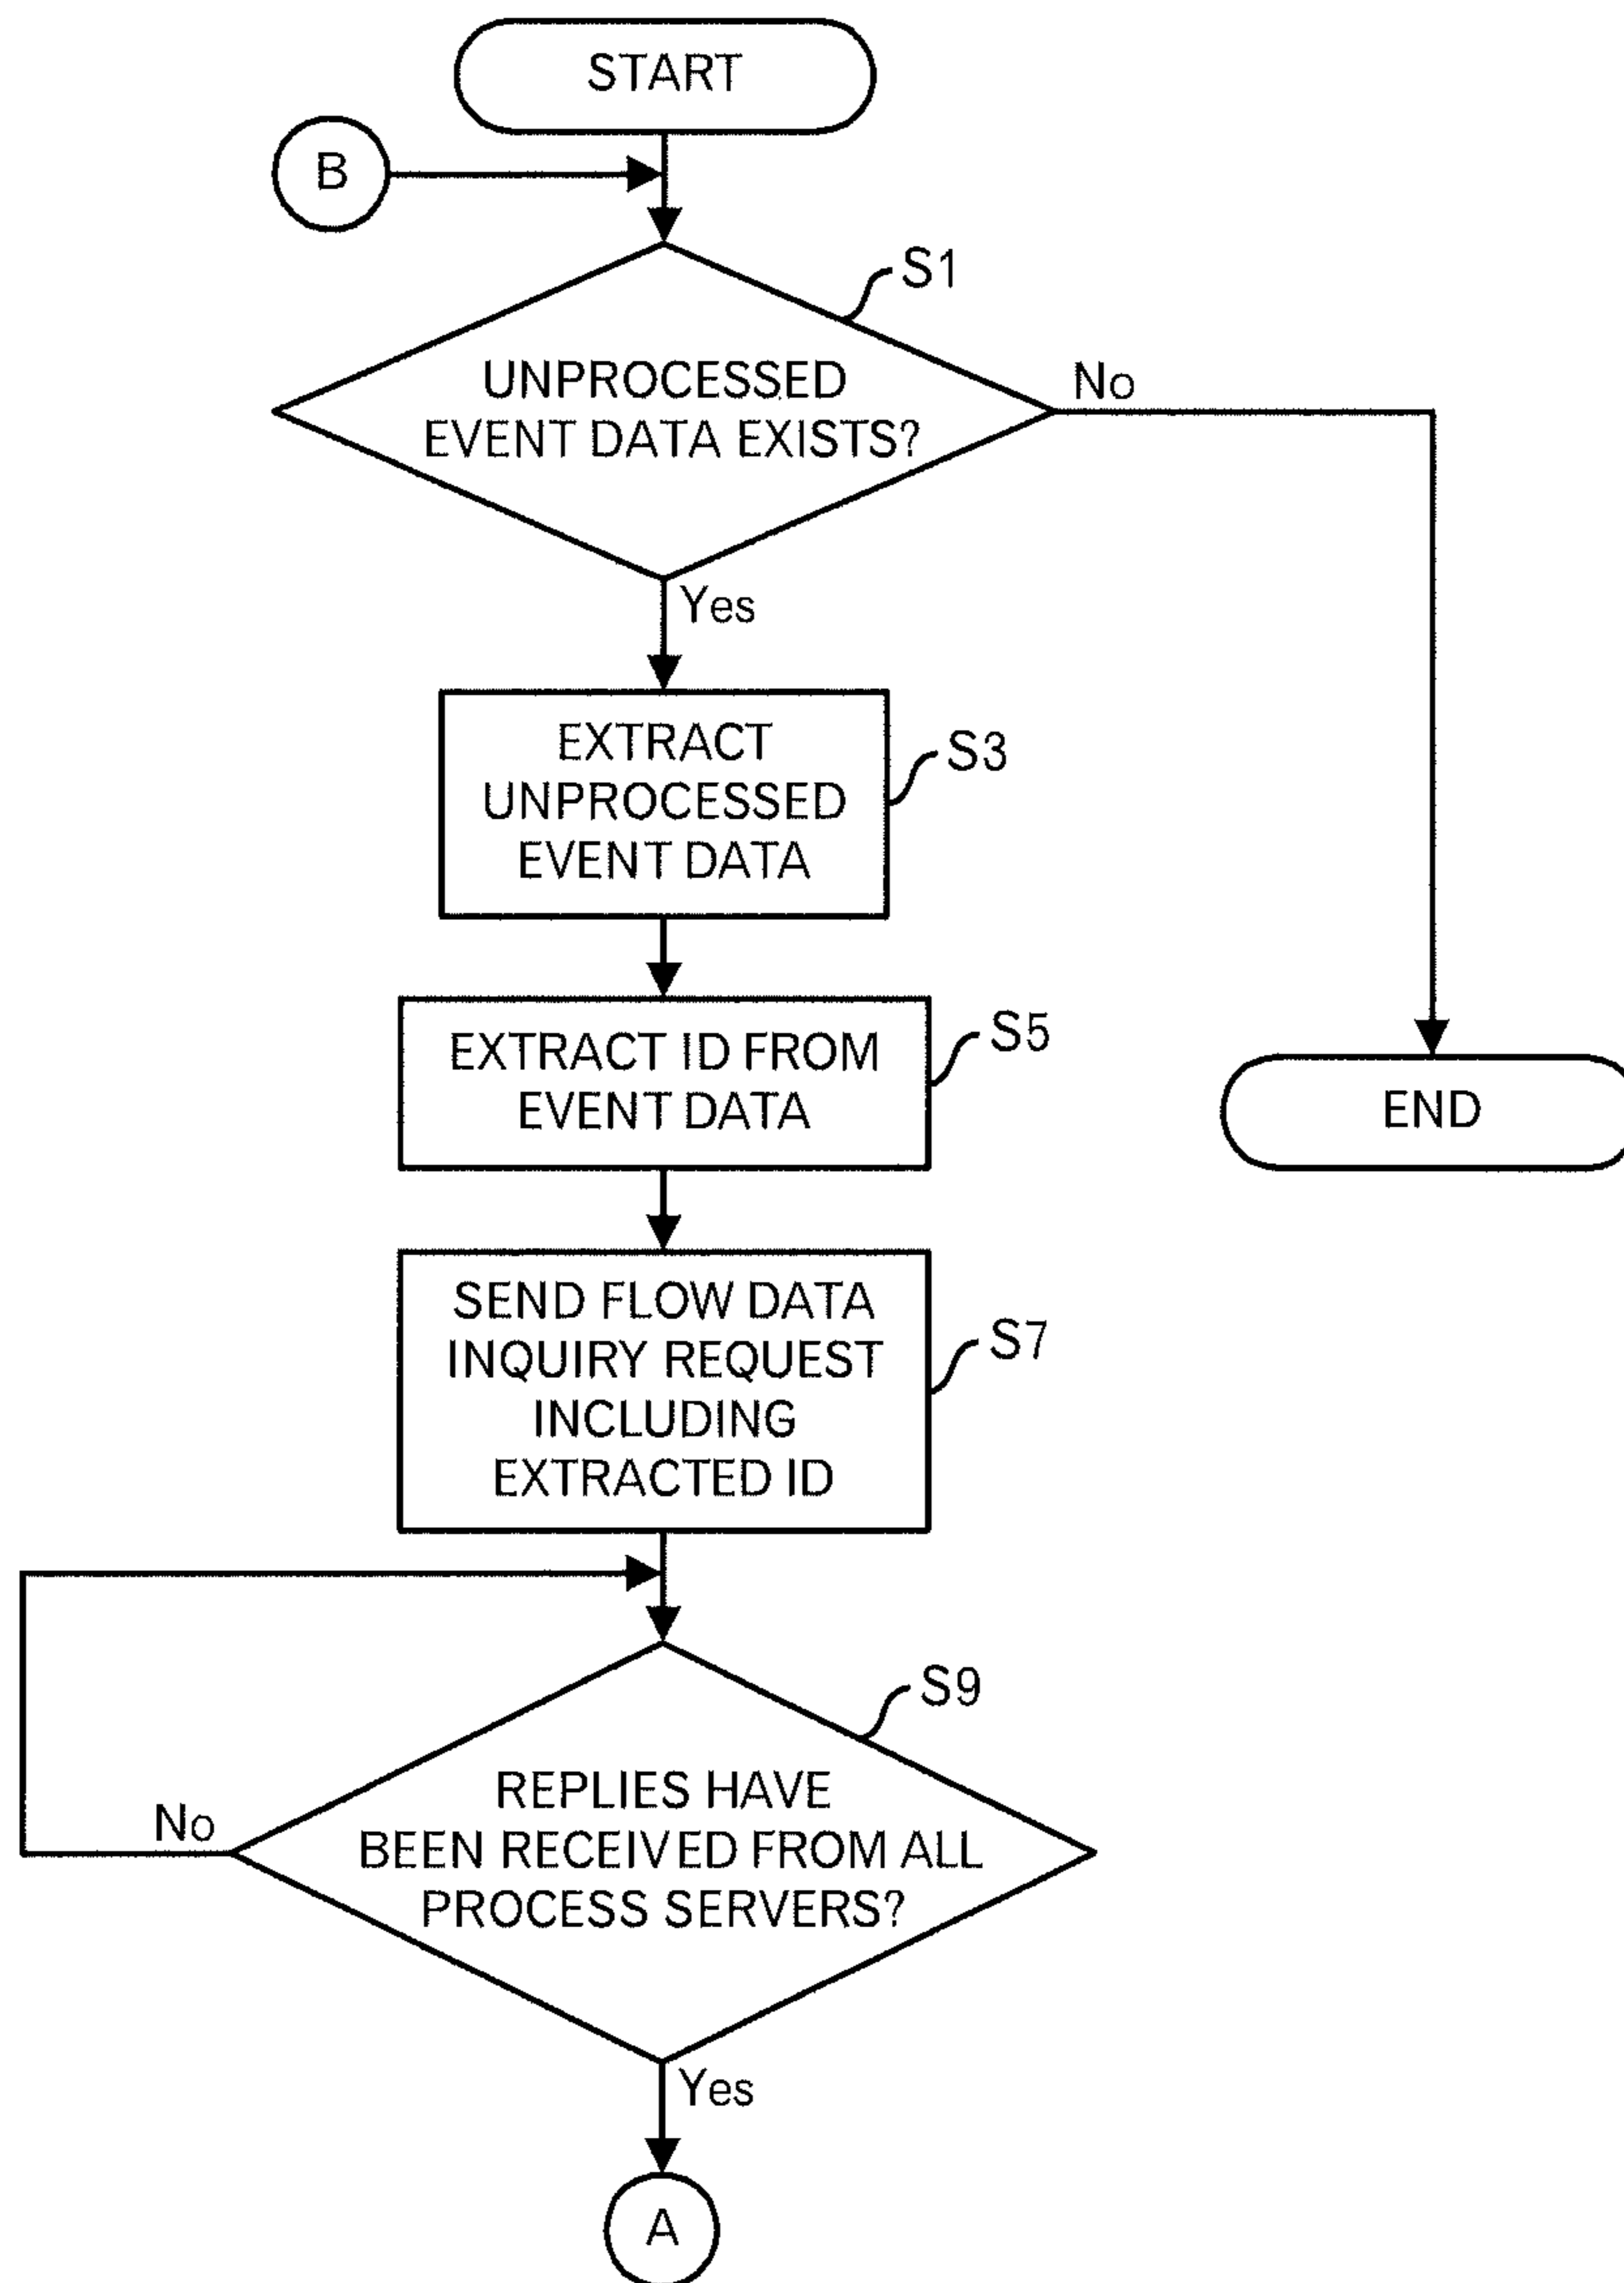 START
B
S1
UNPROCESSED
EVENT DATA EXISTS?
No
Yes
EXTRACT
UNPROCESSED
EVENT DATA
S3
EXTRACT ID FROM
EVENT DATA
S5
END
SEND FLOW DATA
INQUIRY REQUEST
INCLUDING
EXTRACTED ID
S7
S9
REPLIES HAVE
BEEN RECEIVED FROM ALL
PROCESS SERVERS?
No
Yes
A